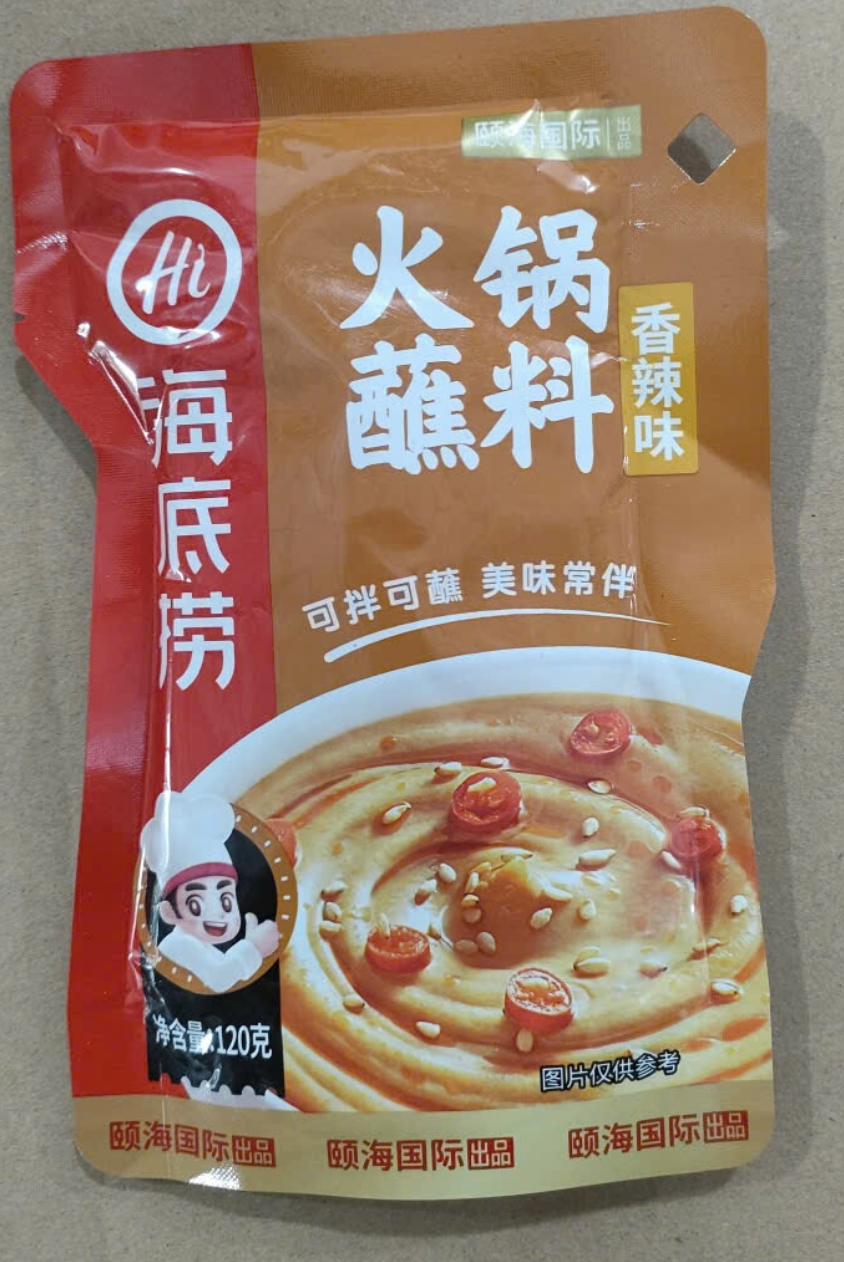 颐海国际 出品
Hi
海底捞
火锅
蘸料
香辣味
可拌可蘸 美味常伴
净含量:120克
图片仅供参考
颐海国际出品 颐海国际出品 颐海国际出品